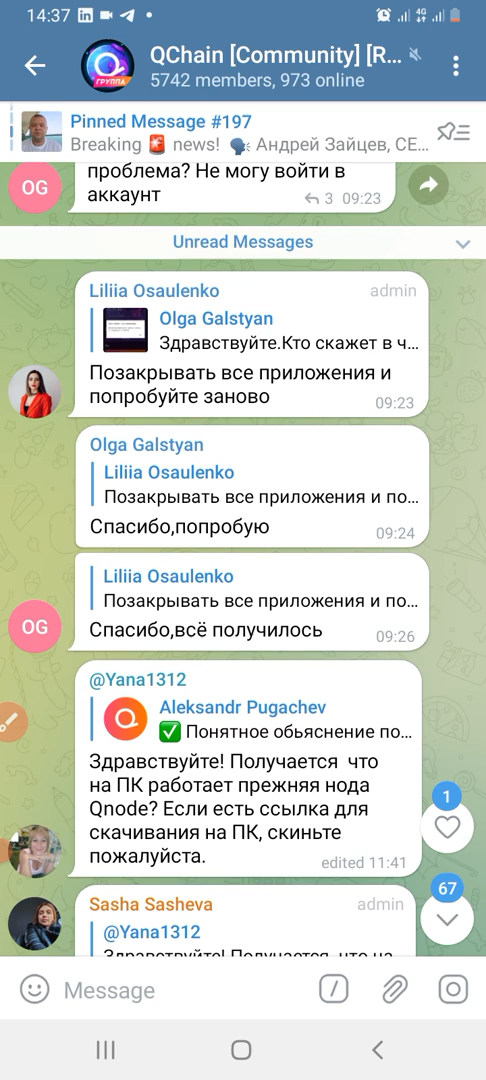 14:37
4G
QChain [Community] [R...
5742 members, 973 online
ГРУППА
Pinned Message #197
Breaking 🚨 news! 🗣 Андрей Зайцев, CE...
OG
проблема? Не могу войти в
аккаунт
3 09:23
Unread Messages
Liliia Osaulenko admin
Olga Galstyan
Здравствуйте.Кто скажет в ч...
Позакрывать все приложения и
попробуйте заново
09:23
Olga Galstyan
Liliia Osaulenko
Позакрывать все приложения и по...
Спасибо,попробую
09:24
Liliia Osaulenko
Позакрывать все приложения и по...
Спасибо,всё получилось
09:26
OG
@Yana1312
Aleksandr Pugachev
✅ Понятное обьяснение по...
Здравствуйте! Получается что
на ПК работает прежняя нода
Qnode? Если есть ссылка для
скачивания на ПК, скиньте
пожалуйста.
edited 11:41
1
67
Sasha Sasheva admin
@Yana1312
Здравствуйте! Получается что на
Message